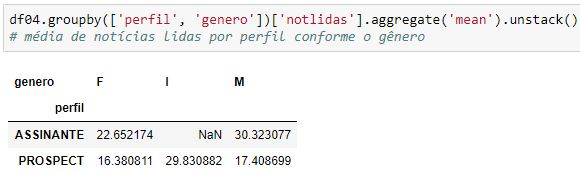 df04.groupby(['perfil', 'genero'])['notlidas'].aggregate('mean').unstack()
# média de notícias lidas por perfil conforme o gênero
genero F I M
perfil
ASSINANTE 22.652174 NaN 30.323077
PROSPECT 16.380811 29.830882 17.408699